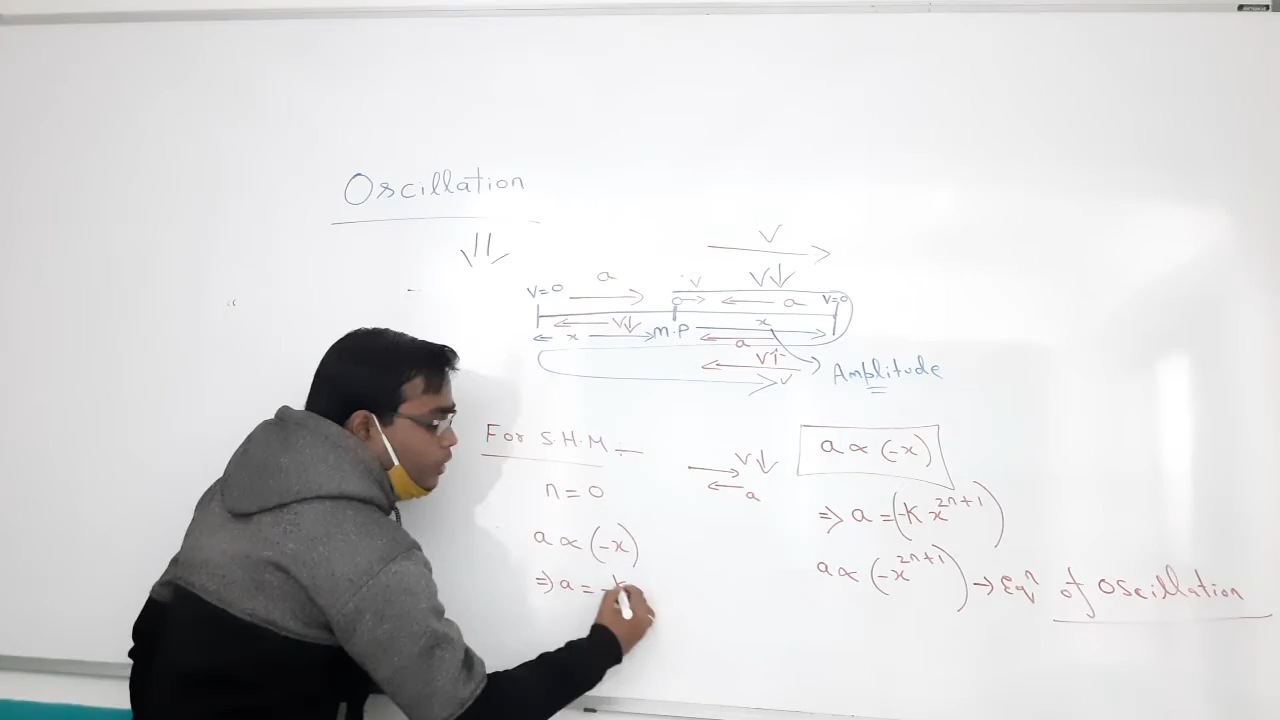 Oscillation
V
a
v
V↓
V=0
a
V=0
V↓
x
M.P
x
a
V↑
v
Amplitude
For S.H.M :-
V↓
a
a ∝ (-x)
n = 0
⇒ a = (-K x^{2n+1})
a ∝ (-x)
a ∝ (-x^{2n+1}) → Eqⁿ of Oscillation
⇒ a = -k